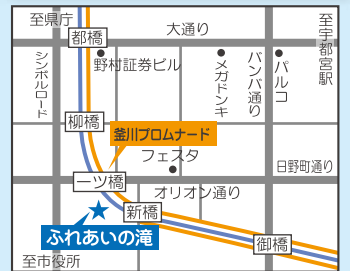 至県庁
大通り
至宇都宮駅
都橋
野村証券ビル
シンボルロード
メガドンキ
バンバ通り
パルコ
柳橋
釜川プロムナード
フェスタ
日野町通り
一ツ橋
オリオン通り
新橋
ふれあいの滝
御橋
至市役所